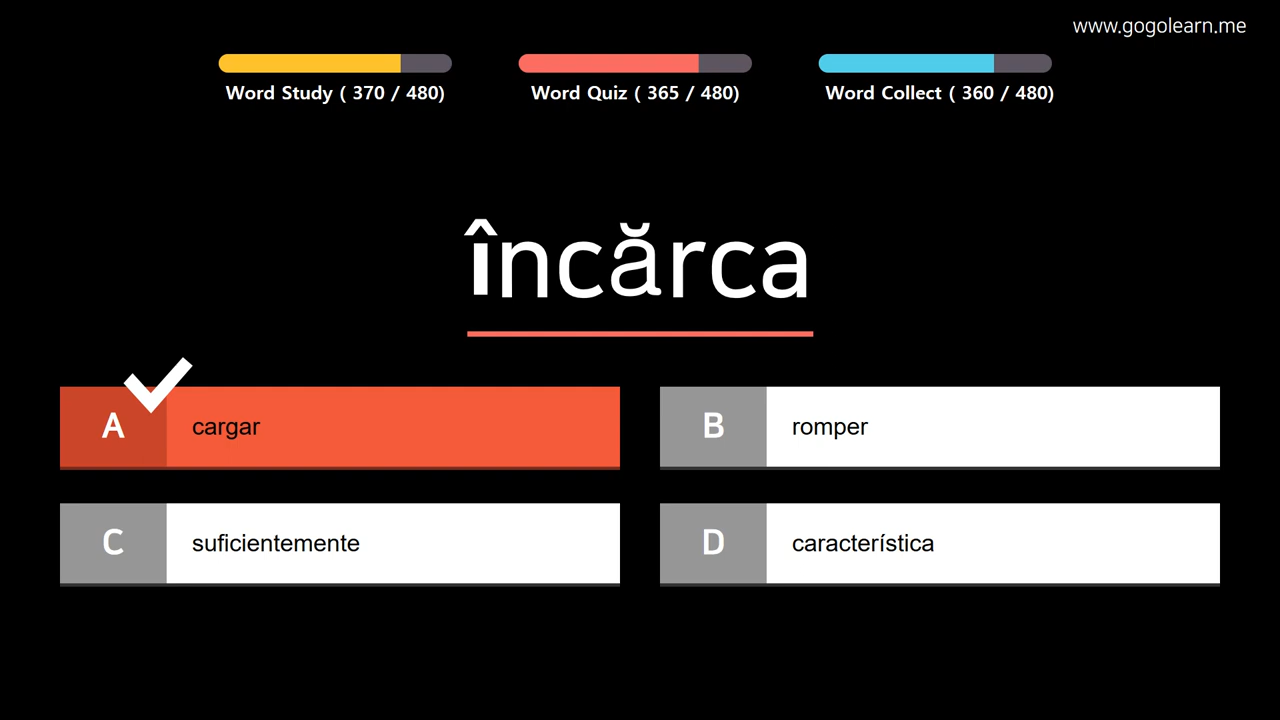 www.gogolearn.me
Word Study ( 370 / 480)
Word Quiz ( 365 / 480)
Word Collect ( 360 / 480)
încărca
A cargar
B romper
C suficientemente
D característica